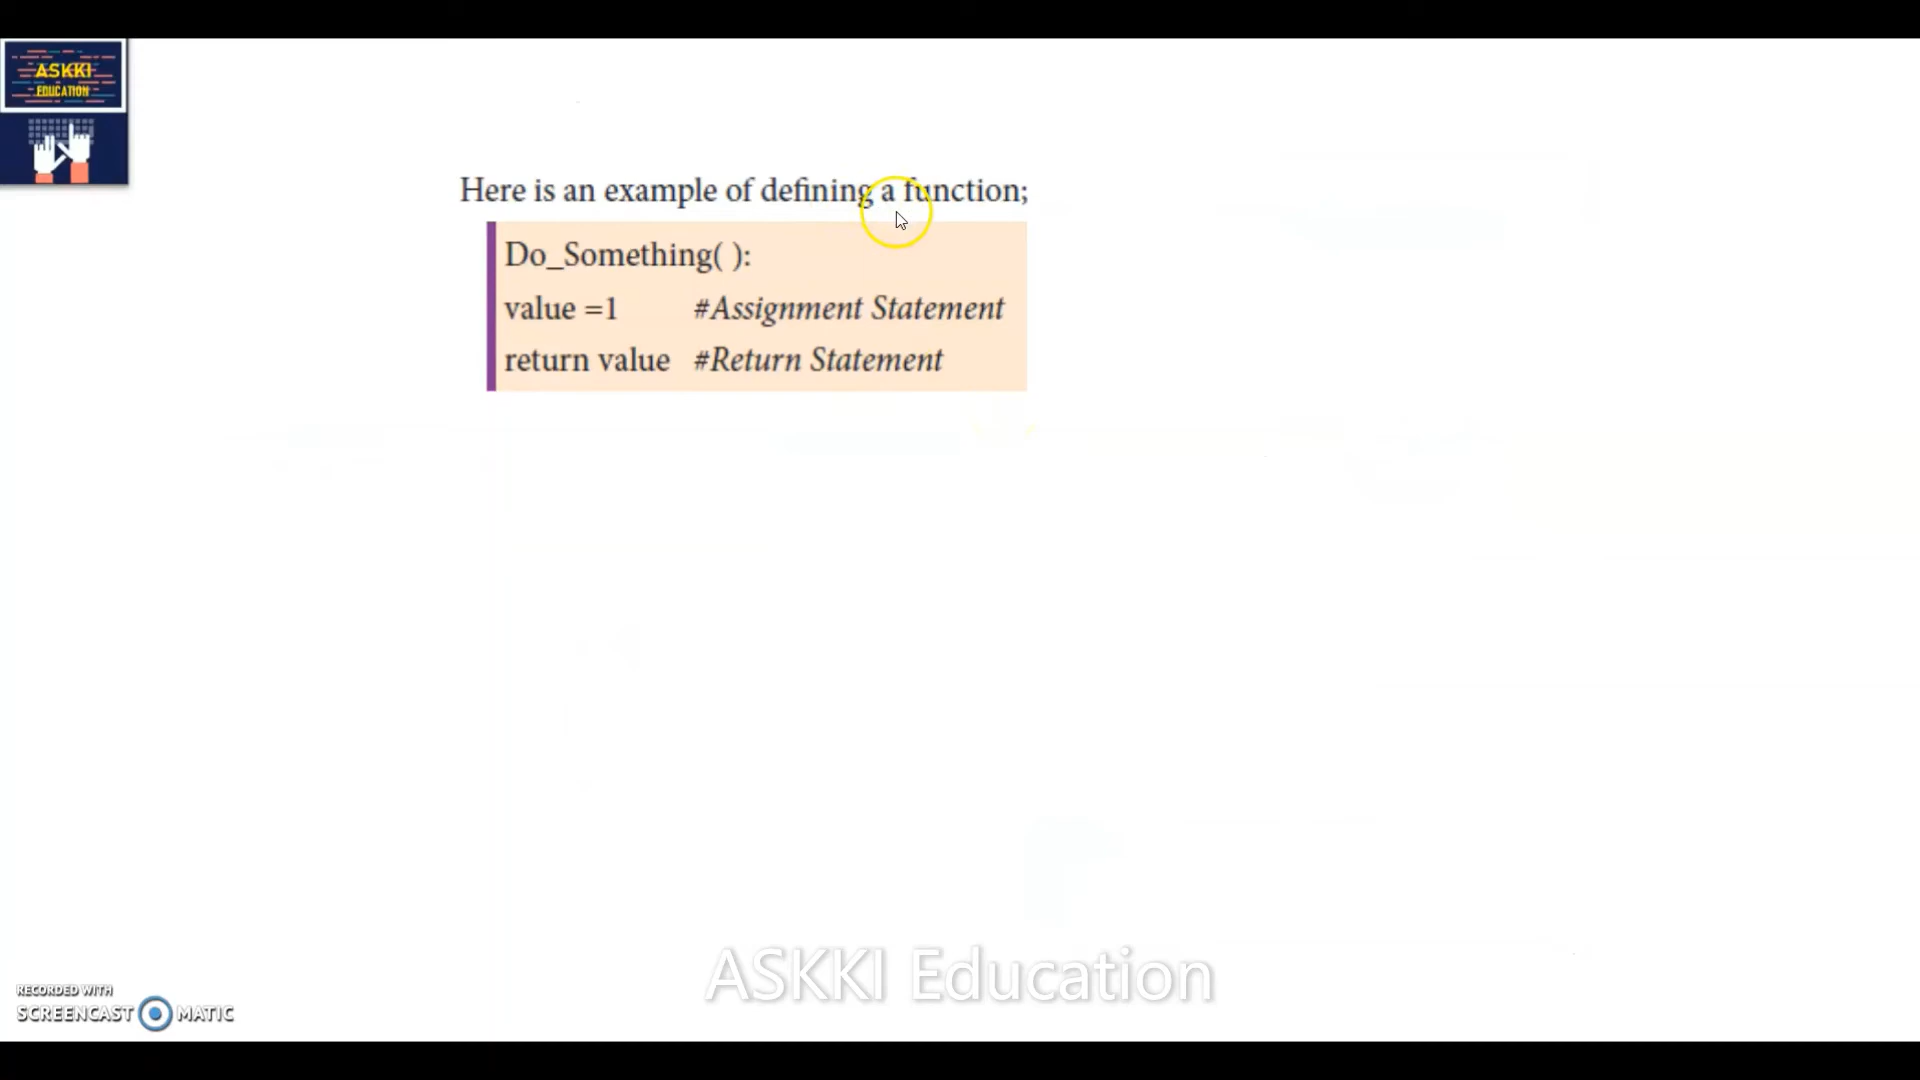 ASKKI
EDUCATION
Here is an example of defining a function;
Do_Something( ):
value =1 #Assignment Statement
return value #Return Statement
ASKKI Education
RECORDED WITH
SCREENCAST MATIC